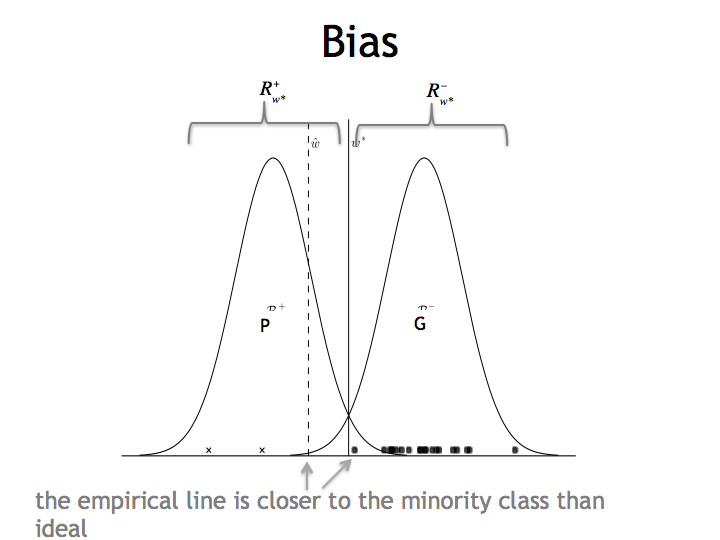 Bias
R⁺w* R⁻w*
ŵ w*
P G
the empirical line is closer to the minority class than
ideal